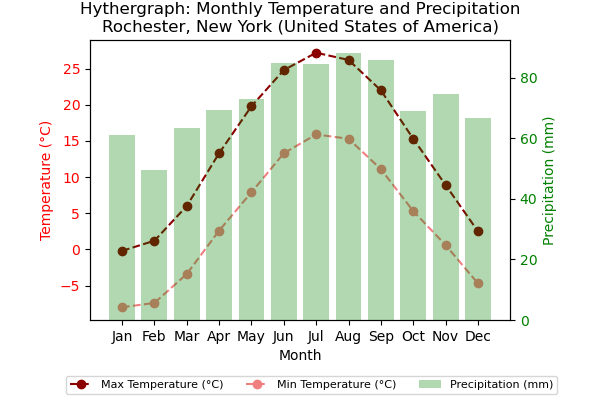 Hythergraph: Monthly Temperature and Precipitation
Rochester, New York (United States of America)
Temperature (°C)
25
20
15
10
5
0
−5
Precipitation (mm)
80
60
40
20
0
Jan Feb Mar Apr May Jun Jul Aug Sep Oct Nov Dec
Month
Max Temperature (°C) Min Temperature (°C) Precipitation (mm)